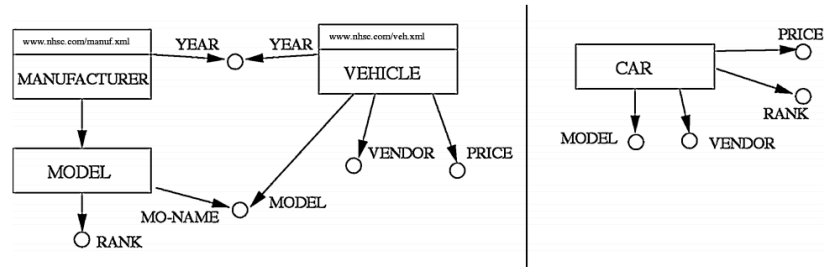 www.nhsc.com/manuf.xml
MANUFACTURER
YEAR
YEAR
www.nhsc.com/veh.xml
VEHICLE
MODEL
VENDOR
PRICE
MO-NAME
MODEL
RANK
CAR
PRICE
RANK
MODEL
VENDOR